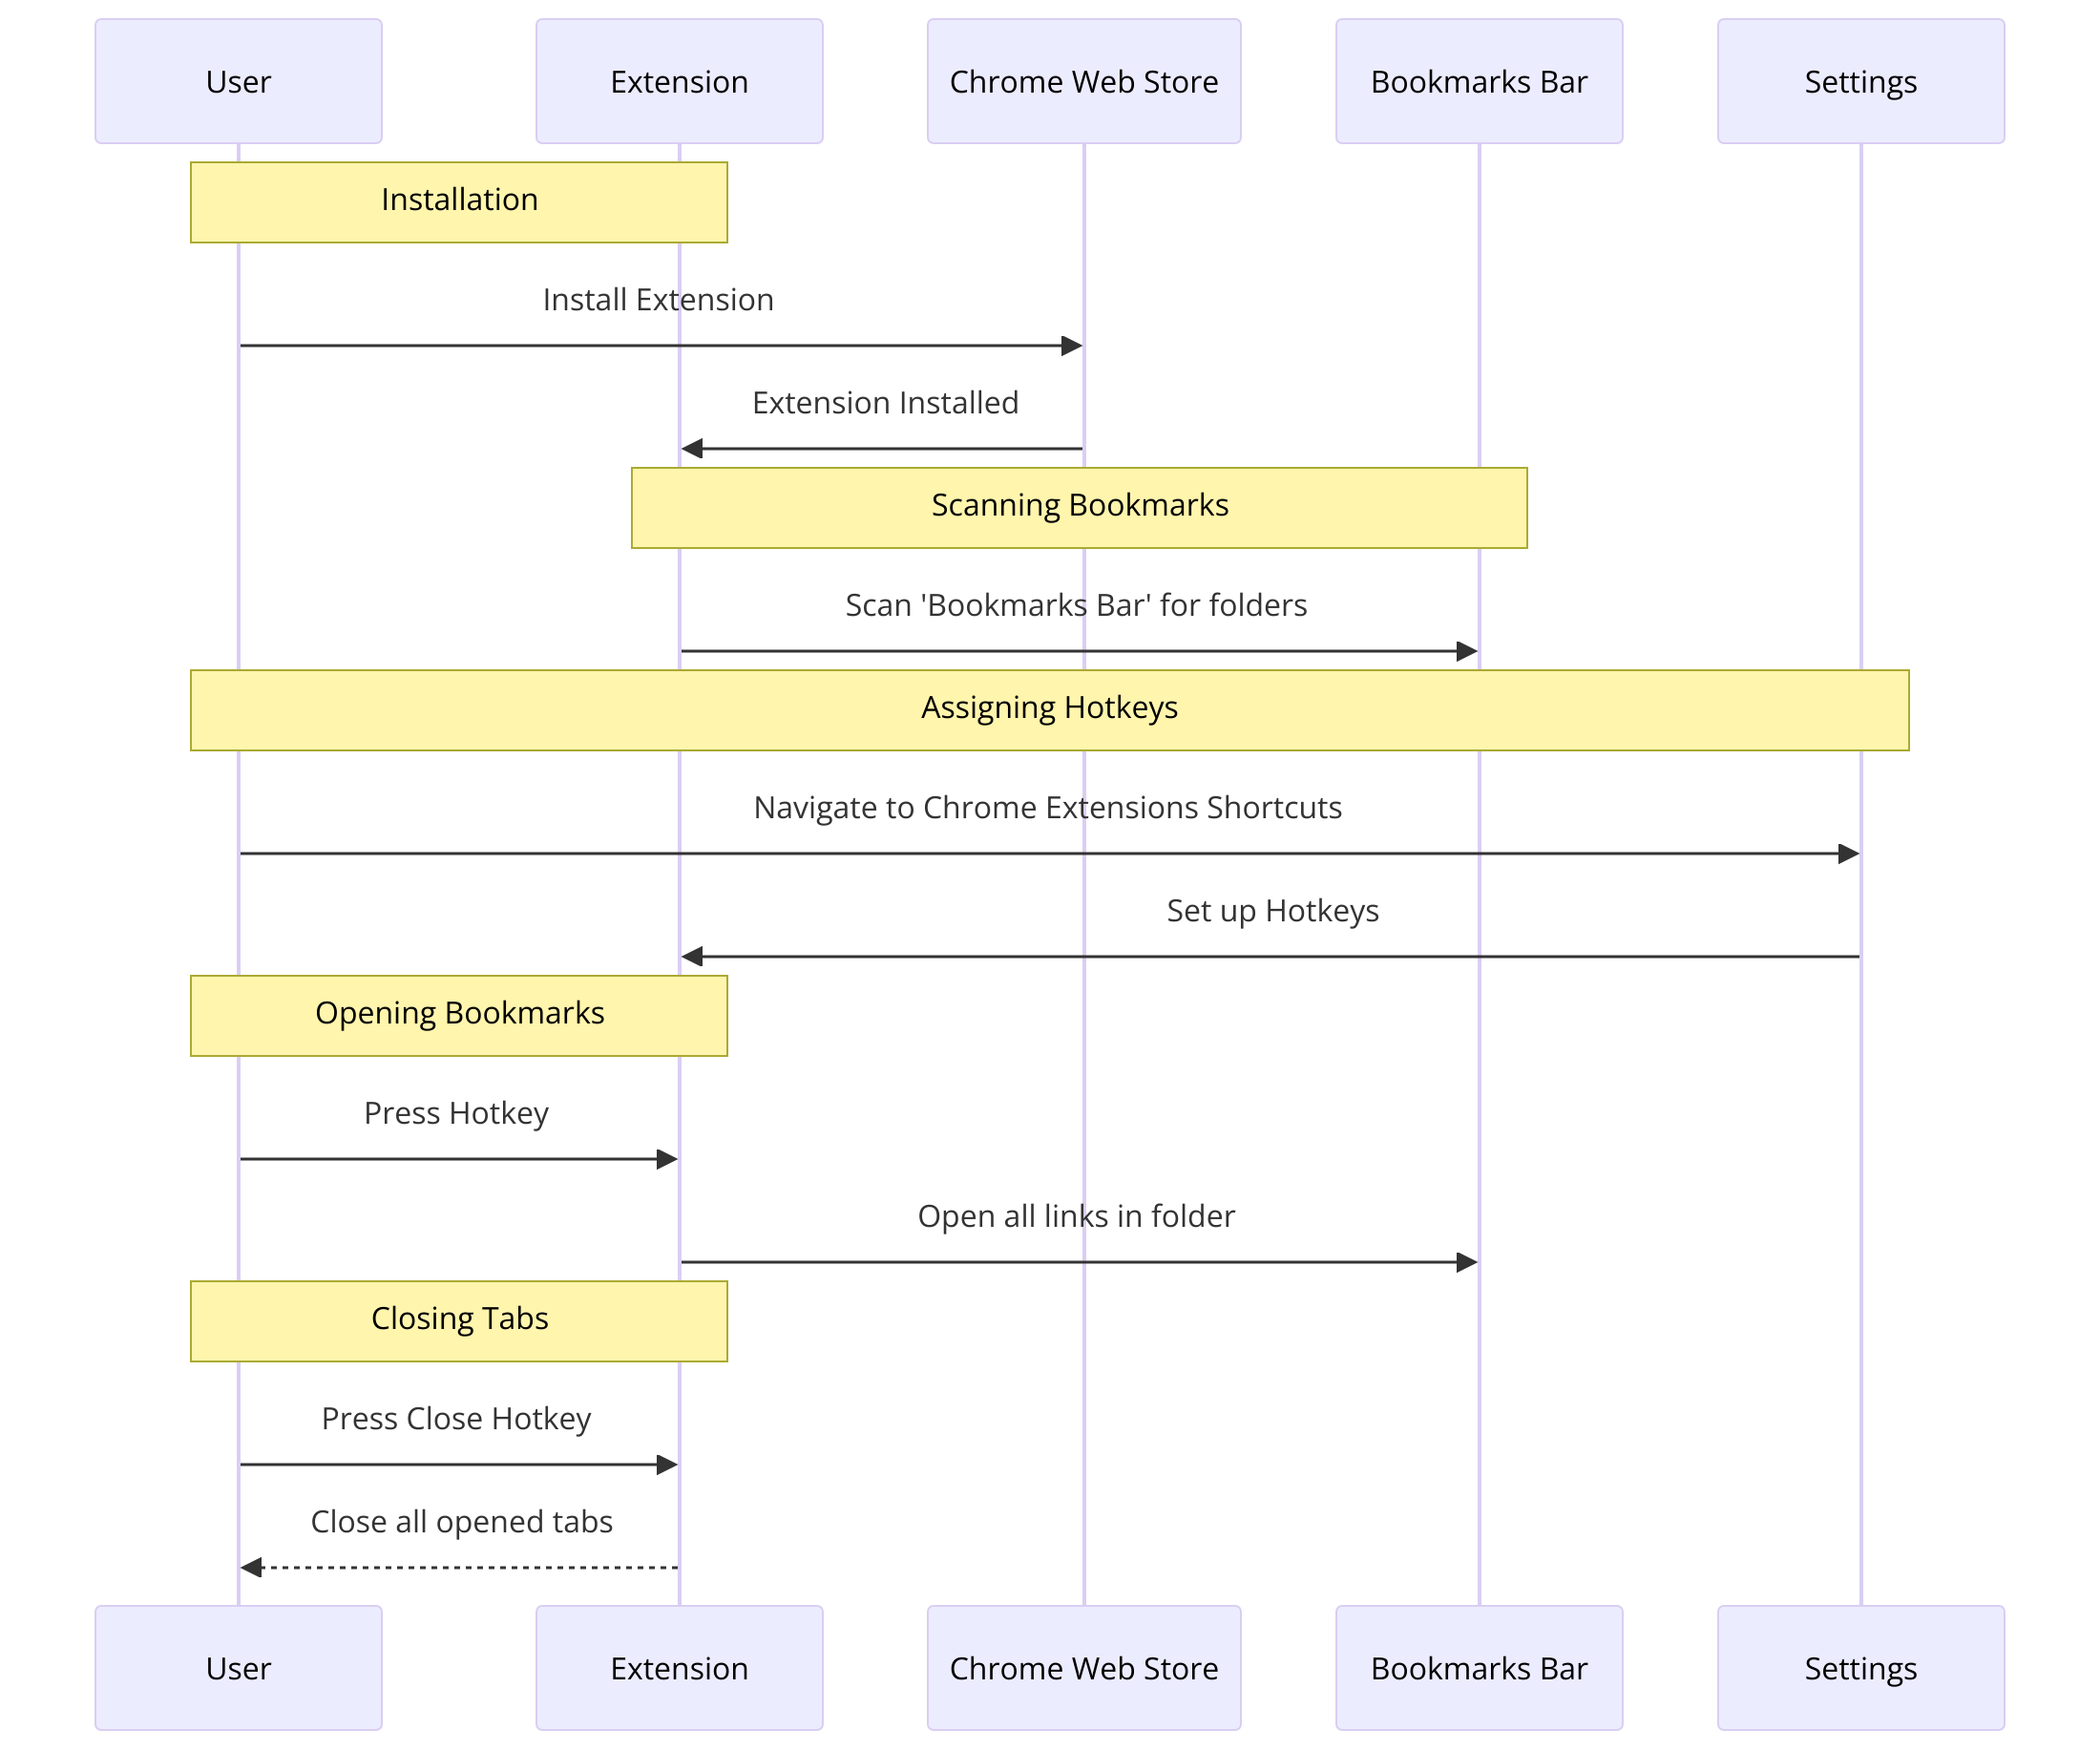 User
Extension
Chrome Web Store
Bookmarks Bar
Settings
Installation
Install Extension
Extension Installed
Scanning Bookmarks
Scan 'Bookmarks Bar' for folders
Assigning Hotkeys
Navigate to Chrome Extensions Shortcuts
Set up Hotkeys
Opening Bookmarks
Press Hotkey
Open all links in folder
Closing Tabs
Press Close Hotkey
Close all opened tabs
User
Extension
Chrome Web Store
Bookmarks Bar
Settings